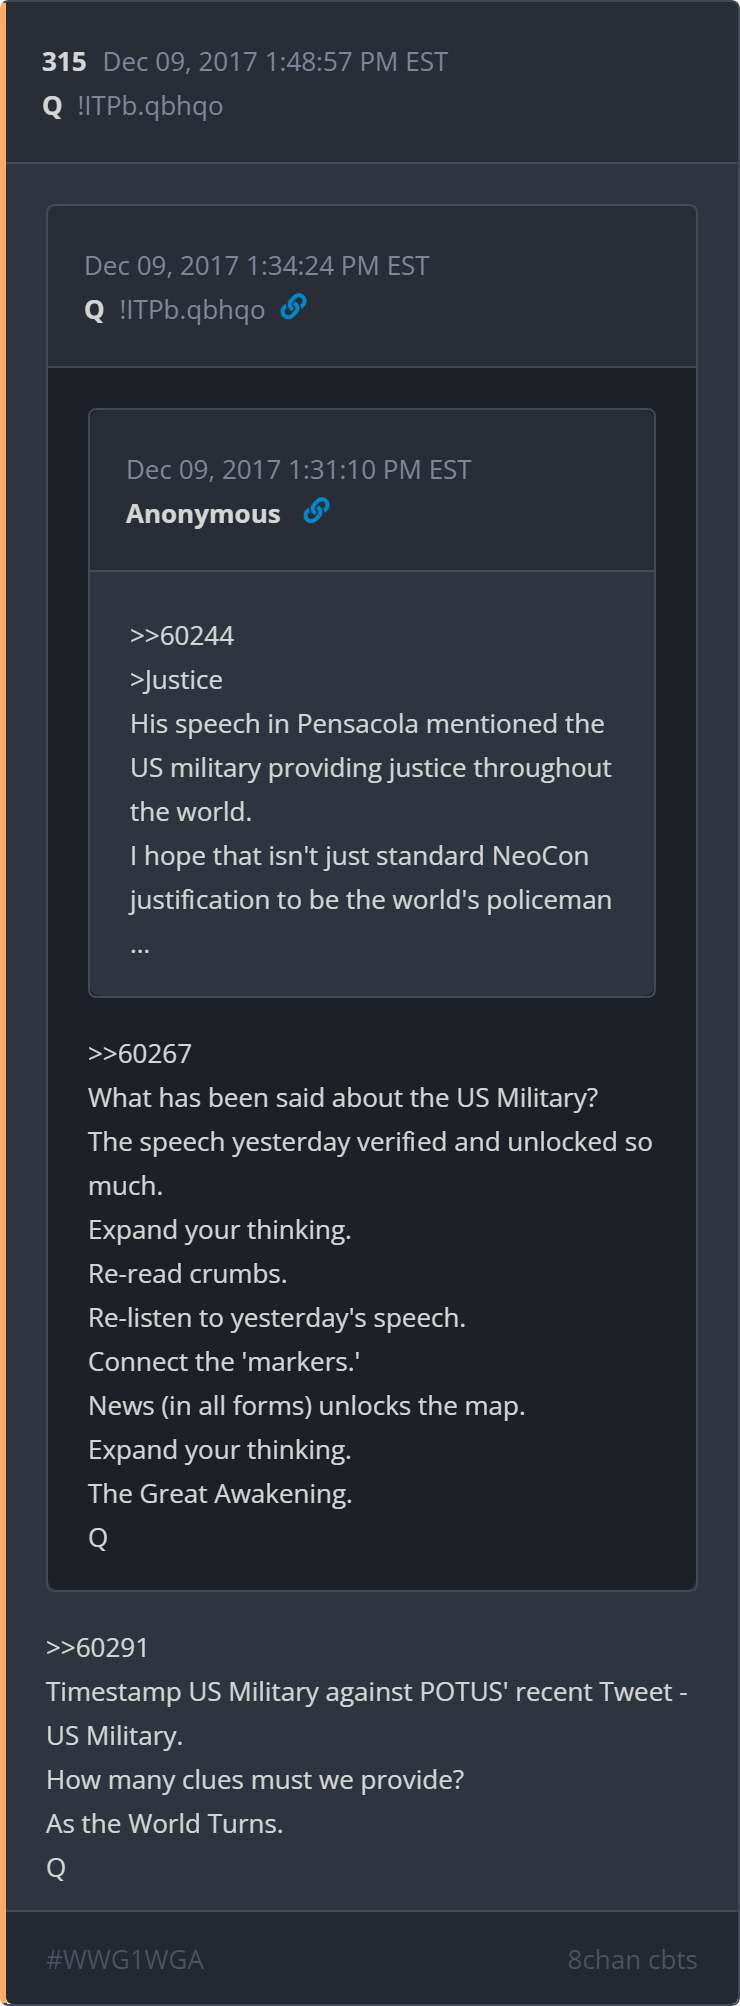 315 Dec 09, 2017 1:48:57 PM EST
Q !ITPb.qbhqo
Dec 09, 2017 1:34:24 PM EST
Q !ITPb.qbhqo
Dec 09, 2017 1:31:10 PM EST
Anonymous
>>60244
>Justice
His speech in Pensacola mentioned the
US military providing justice throughout
the world.
I hope that isn't just standard NeoCon
justification to be the world's policeman
...
>>60267
What has been said about the US Military?
The speech yesterday verified and unlocked so
much.
Expand your thinking.
Re-read crumbs.
Re-listen to yesterday's speech.
Connect the 'markers.'
News (in all forms) unlocks the map.
Expand your thinking.
The Great Awakening.
Q
>>60291
Timestamp US Military against POTUS' recent Tweet -
US Military.
How many clues must we provide?
As the World Turns.
Q
#WWG1WGA 8chan cbts